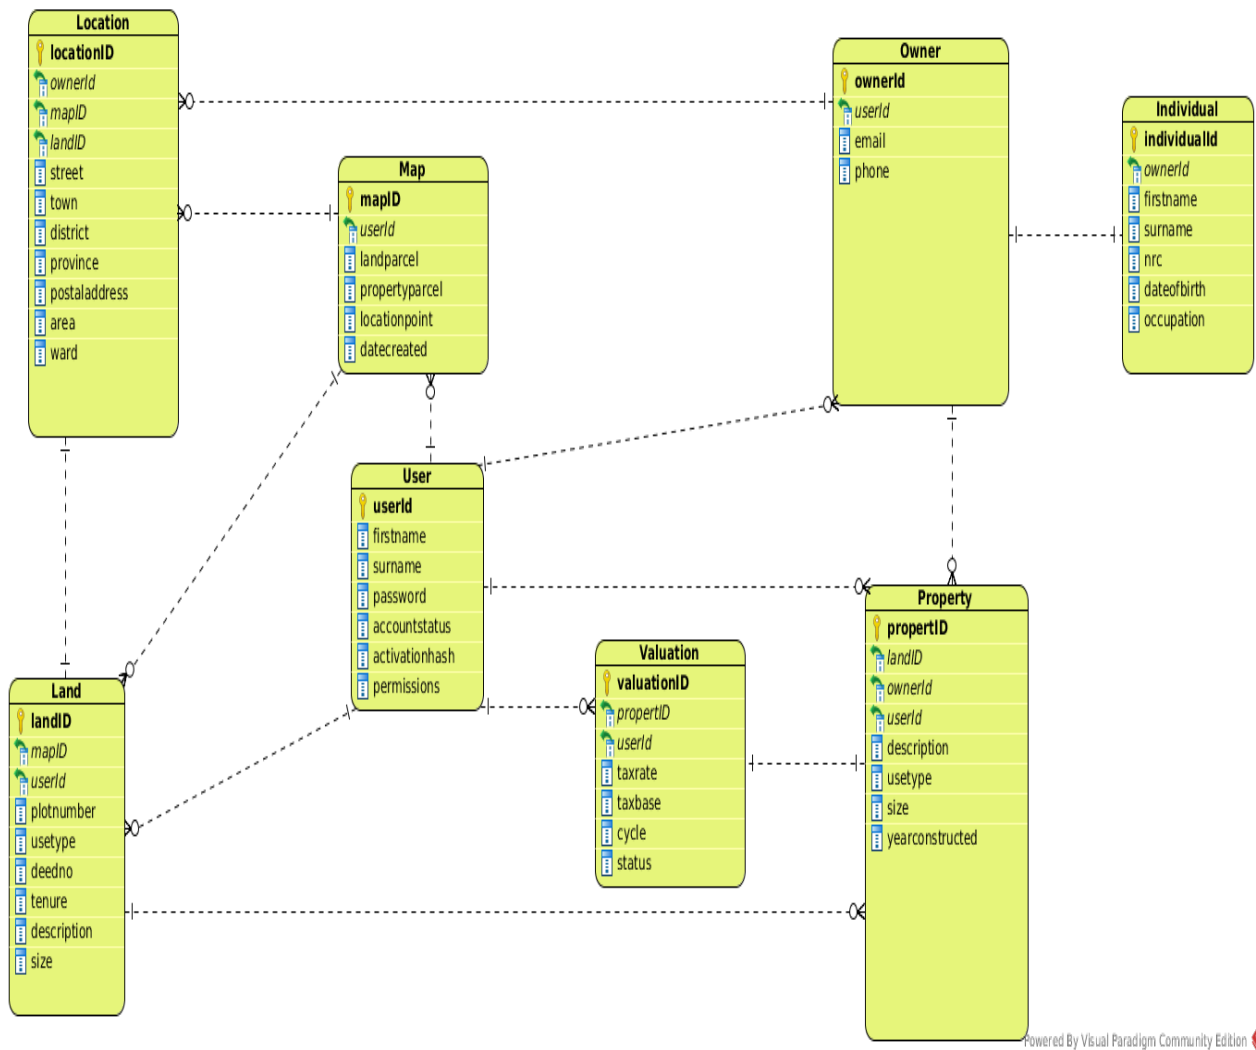 Location
locationID
ownerId
mapID
landID
street
town
district
province
postaladdress
area
ward
Map
mapID
userId
landparcel
propertyparcel
locationpoint
datecreated
Owner
ownerId
userId
email
phone
Individual
individualId
ownerId
firstname
surname
nrc
dateofbirth
occupation
User
userId
firstname
surname
password
accountstatus
activationhash
permissions
Valuation
valuationID
propertID
userId
taxrate
taxbase
cycle
status
Property
propertID
landID
ownerId
userId
description
usetype
size
yearconstructed
Land
landID
mapID
userId
plotnumber
usetype
deedno
tenure
description
size
Powered By Visual Paradigm Community Edition